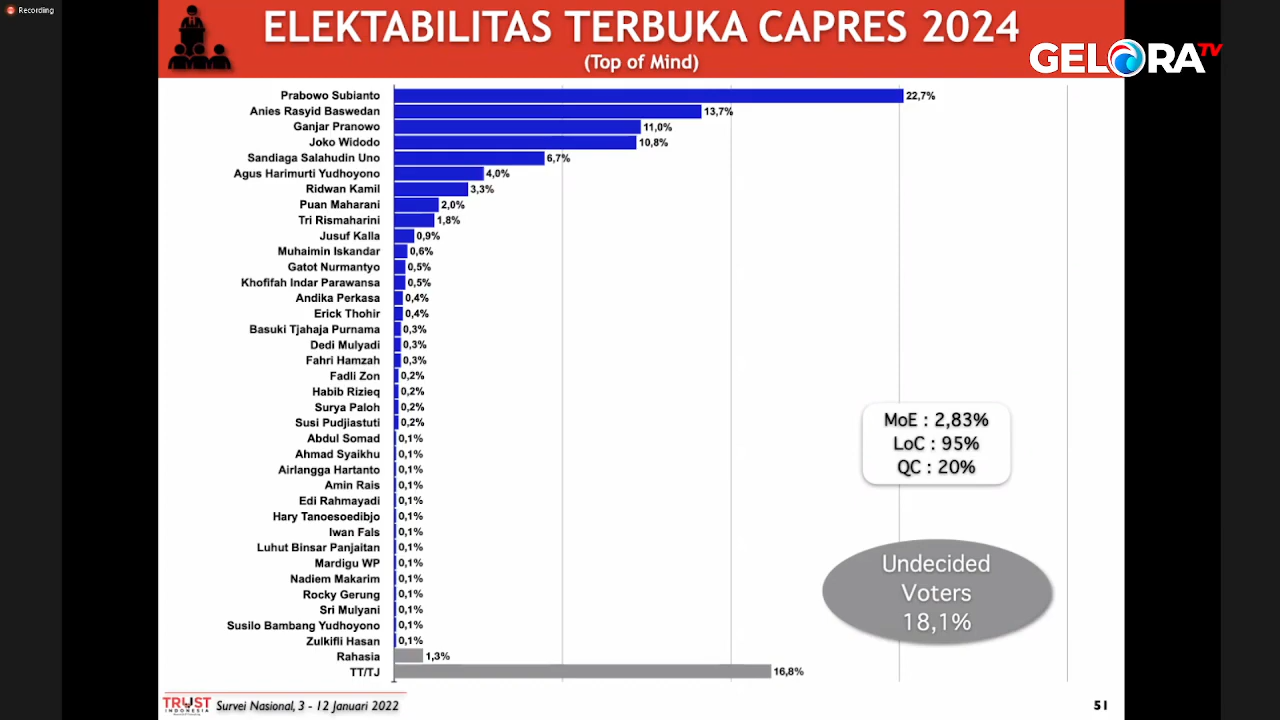 Recording
ELEKTABILITAS TERBUKA CAPRES 2024
(Top of Mind)
GELORA TV
Prabowo Subianto 22,7%
Anies Rasyid Baswedan 13,7%
Ganjar Pranowo 11,0%
Joko Widodo 10,8%
Sandiaga Salahudin Uno 6,7%
Agus Harimurti Yudhoyono 4,0%
Ridwan Kamil 3,3%
Puan Maharani 2,0%
Tri Rismaharini 1,8%
Jusuf Kalla 0,9%
Muhaimin Iskandar 0,6%
Gatot Nurmantyo 0,5%
Khofifah Indar Parawansa 0,5%
Andika Perkasa 0,4%
Erick Thohir 0,4%
Basuki Tjahaja Purnama 0,3%
Dedi Mulyadi 0,3%
Fahri Hamzah 0,3%
Fadli Zon 0,2%
Habib Rizieq 0,2%
Surya Paloh 0,2%
Susi Pudjiastuti 0,2%
Abdul Somad 0,1%
Ahmad Syaikhu 0,1%
Airlangga Hartanto 0,1%
Amin Rais 0,1%
Edi Rahmayadi 0,1%
Hary Tanoesoedibjo 0,1%
Iwan Fals 0,1%
Luhut Binsar Panjaitan 0,1%
Mardigu WP 0,1%
Nadiem Makarim 0,1%
Rocky Gerung 0,1%
Sri Mulyani 0,1%
Susilo Bambang Yudhoyono 0,1%
Zulkifli Hasan 0,1%
Rahasia 1,3%
TT/TJ 16,8%
MoE : 2,83%
LoC : 95%
QC : 20%
Undecided
Voters
18,1%
TRUST
INDONESIA
Survei Nasional, 3 - 12 Januari 2022
51